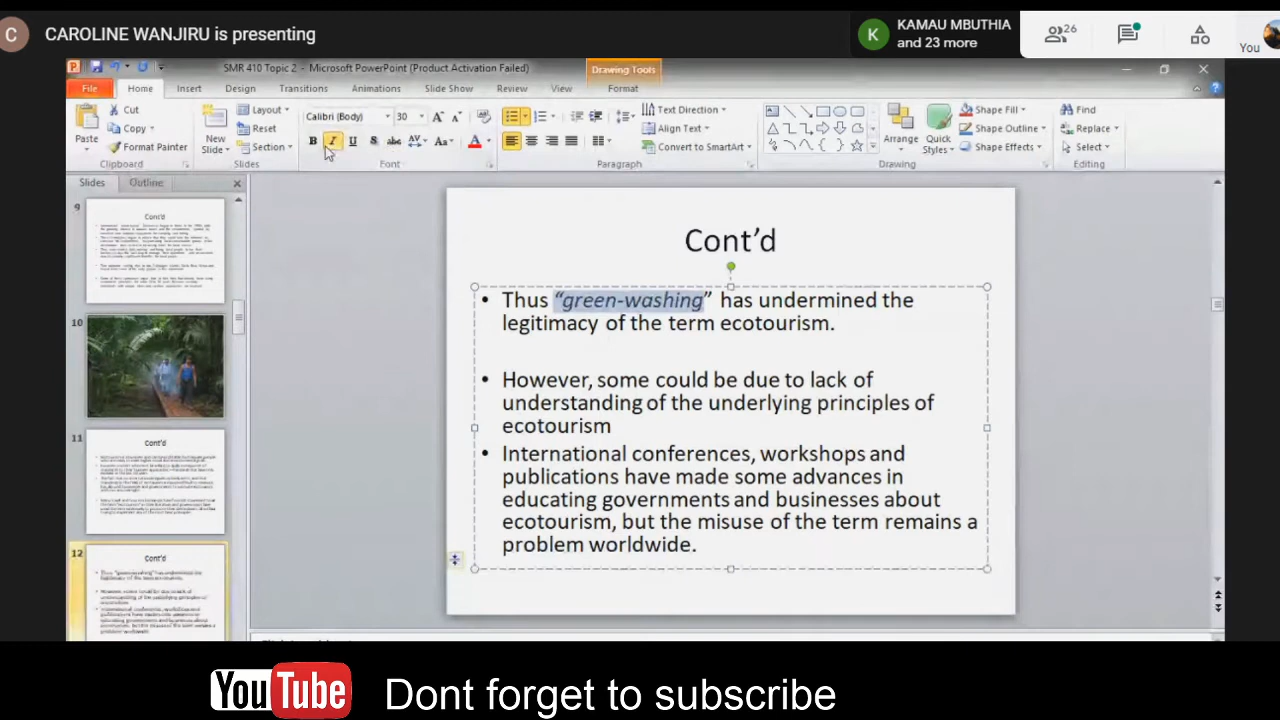 C CAROLINE WANJIRU is presenting
K KAMAU MBUTHIA
and 23 more
26
You
SMR 410 Topic 2 - Microsoft PowerPoint (Product Activation Failed)
Drawing Tools
File Home Insert Design Transitions Animations Slide Show Review View Format
Paste
Cut
Copy
Format Painter
Clipboard
New
Slide
Layout
Reset
Section
Slides
Calibri (Body) 30
B I U S abc AV Aa A
Font
Text Direction
Align Text
Convert to SmartArt
Paragraph
Arrange
Quick
Styles
Shape Fill
Shape Outline
Shape Effects
Drawing
Find
Replace
Select
Editing
Slides Outline
9
Cont'd
10
11
Cont'd
12
Cont'd
Cont’d
• Thus “green-washing” has undermined the
legitimacy of the term ecotourism.
• However, some could be due to lack of
understanding of the underlying principles of
ecotourism
• International conferences, workshops and
publications have made some advances in
educating governments and businesses about
ecotourism, but the misuse of the term remains a
problem worldwide.
YouTube Dont forget to subscribe